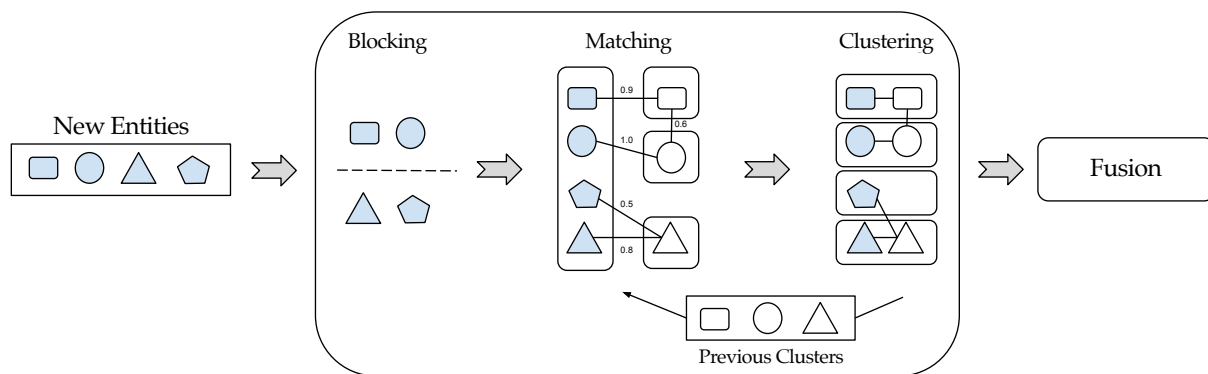 New Entities
Blocking
Matching
0.9
0.6
1.0
0.5
0.8
Clustering
Previous Clusters
Fusion